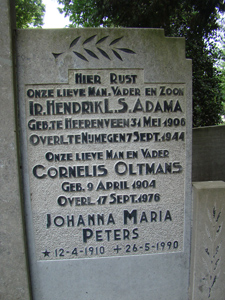 Hier Rust
Onze Lieve Man, Vader en Zoon
Ir. Hendrik L.S. Adama
Geb. te Heerenveen 31 Mei 1906
Overl. te Nijmegen 7 Sept. 1944
Onze Lieve Man en Vader
Cornelis Oltmans
Geb. 9 April 1904
Overl. 17 Sept. 1976
Johanna Maria
Peters
★ 12-4-1910 + 26-5-1990